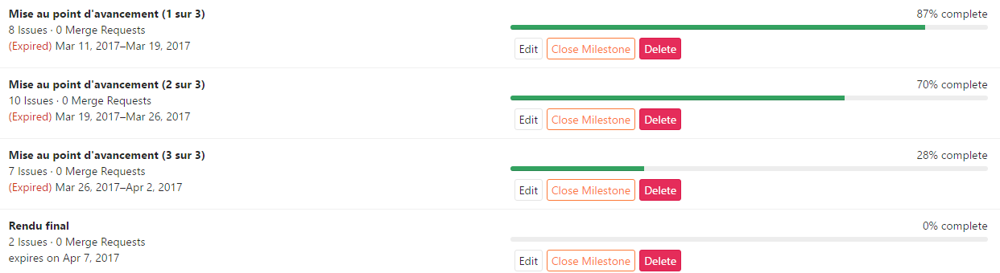 Mise au point d'avancement (1 sur 3)
87% complete
8 Issues · 0 Merge Requests
(Expired) Mar 11, 2017–Mar 19, 2017
Edit Close Milestone Delete
Mise au point d'avancement (2 sur 3)
70% complete
10 Issues · 0 Merge Requests
(Expired) Mar 19, 2017–Mar 26, 2017
Edit Close Milestone Delete
Mise au point d'avancement (3 sur 3)
28% complete
7 Issues · 0 Merge Requests
(Expired) Mar 26, 2017–Apr 2, 2017
Edit Close Milestone Delete
Rendu final
0% complete
2 Issues · 0 Merge Requests
expires on Apr 7, 2017
Edit Close Milestone Delete